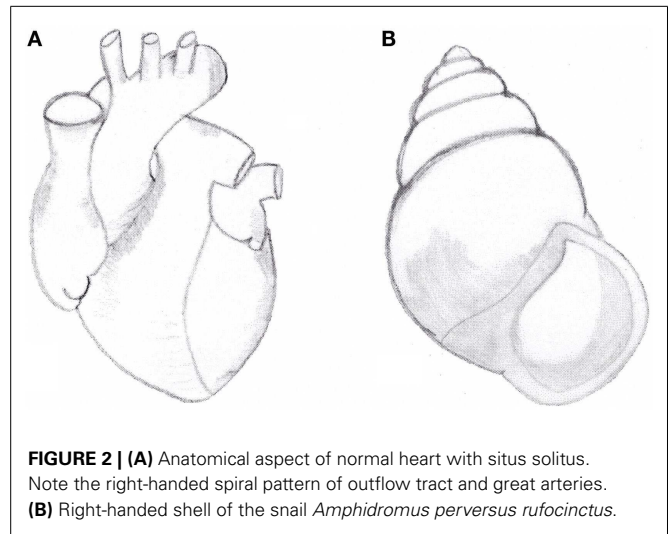 A
B
FIGURE 2 | (A) Anatomical aspect of normal heart with situs solitus.
Note the right-handed spiral pattern of outflow tract and great arteries.
(B) Right-handed shell of the snail Amphidromus perversus rufocinctus.